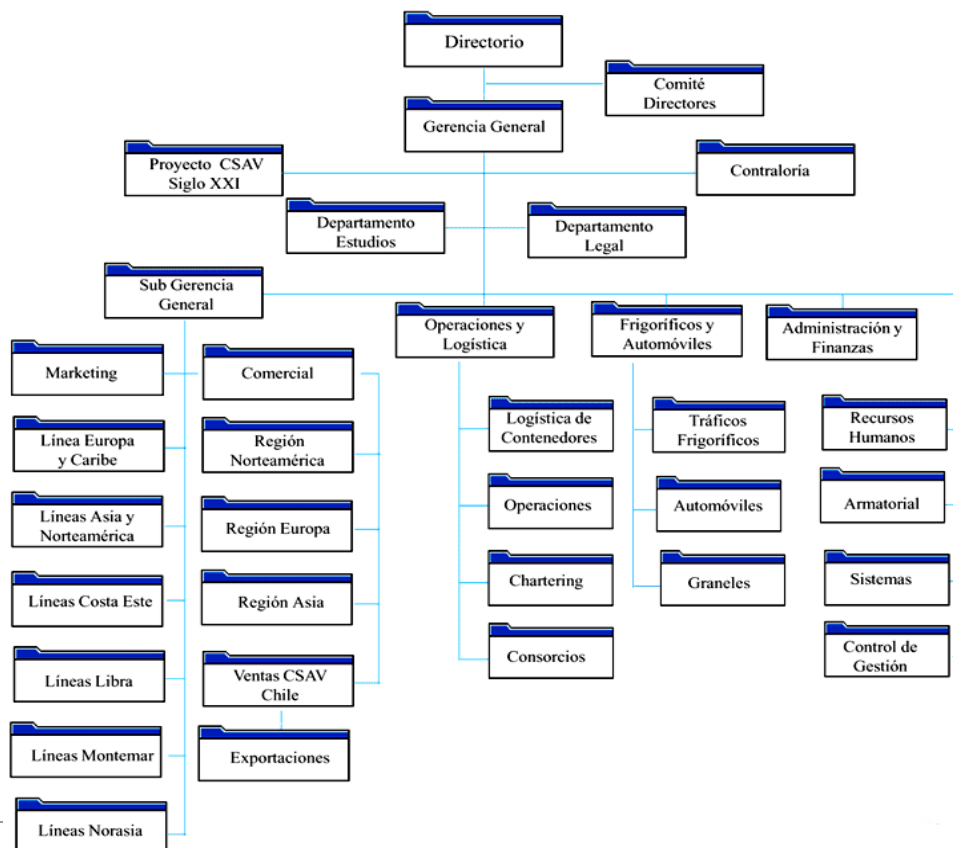 Directorio
Comité
Directores
Gerencia General
Proyecto CSAV
Siglo XXI
Contraloría
Departamento
Estudios
Departamento
Legal
Sub Gerencia
General
Operaciones y
Logística
Frigoríficos y
Automóviles
Administración y
Finanzas
Marketing
Línea Europa
y Caribe
Líneas Asia y
Norteamérica
Líneas Costa Este
Líneas Libra
Líneas Montemar
Líneas Norasia
Comercial
Región
Norteamérica
Región Europa
Región Asia
Ventas CSAV
Chile
Exportaciones
Logística de
Contenedores
Operaciones
Chartering
Consorcios
Tráficos
Frigoríficos
Automóviles
Graneles
Recursos
Humanos
Armatorial
Sistemas
Control de
Gestión